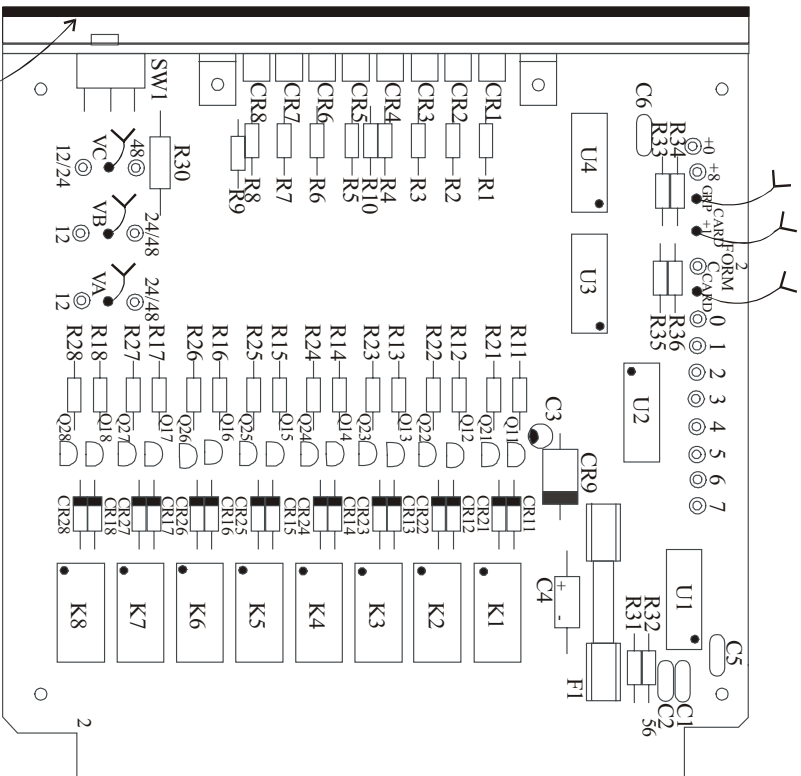 SW1
CR8
CR7
CR6
CR5
CR4
CR3
CR2
CR1
C6
R33
R34
+0
+8
GRP
CARD
+1
CARD
FORM
2
C
12/24
VC
48
R30
R9
R8
R7
R6
R5
R10
R4
R3
R2
R1
U4
12
VB
24/48
U3
12
VA
24/48
R35
R36
0
1
2
3
4
5
6
7
R28
R18
R27
R17
R26
R16
R25
R15
R24
R14
R23
R13
R22
R12
R21
R11
U2
Q28
Q18
Q27
Q17
Q26
Q16
Q25
Q15
Q24
Q14
Q23
Q13
Q22
Q12
Q21
Q11
C3
CR9
CR28
CR18
CR27
CR17
CR26
CR16
CR25
CR15
CR24
CR14
CR23
CR13
CR22
CR12
CR21
CR11
K8
K7
K6
K5
K4
K3
K2
K1
C4
+
-
F1
U1
R31
R32
C5
C2
C1
2
56